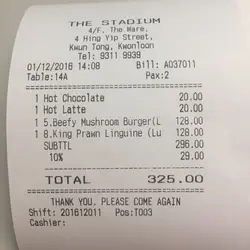 THE STADIUM
4/F, The Ware,
4 Hing Yip Street,
Kwun Tong, Kwonloon
Tel: 9311 9939
01/12/2016 14:08 Bill: A037011
Table:14A Pax:2
1 Hot Chocolate 20.00
1 Hot Latte 20.00
1 5.Beefy Mushroom Burger(L 128.00
1 8.King Prawn Linguine (Lu 128.00
SUBTTL 296.00
10% 29.00
TOTAL 325.00
THANK YOU, PLEASE COME AGAIN
Shift: 201612011 Pos:T003
Cashier: